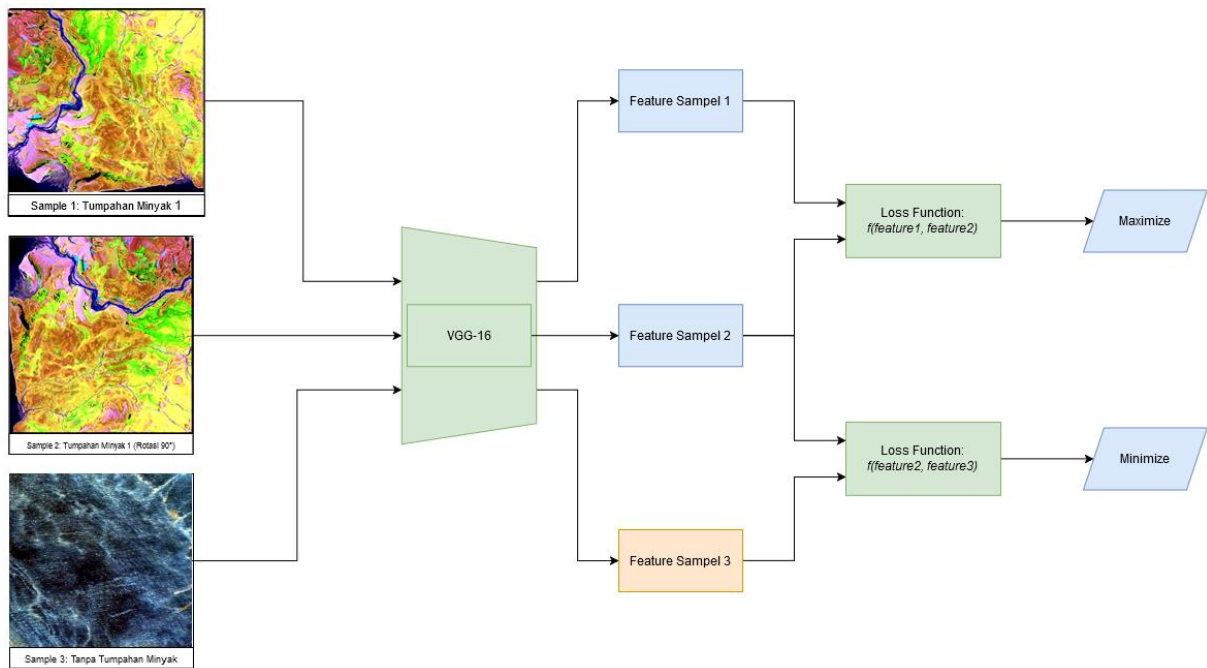 Sample 1: Tumpahan Minyak 1
Sample 2: Tumpahan Minyak 1 (Rotasi 90°)
Sample 3: Tanpa Tumpahan Minyak
VGG-16
Feature Sampel 1
Feature Sampel 2
Feature Sampel 3
Loss Function:
f(feature1, feature2)
Loss Function:
f(feature2, feature3)
Maximize
Minimize